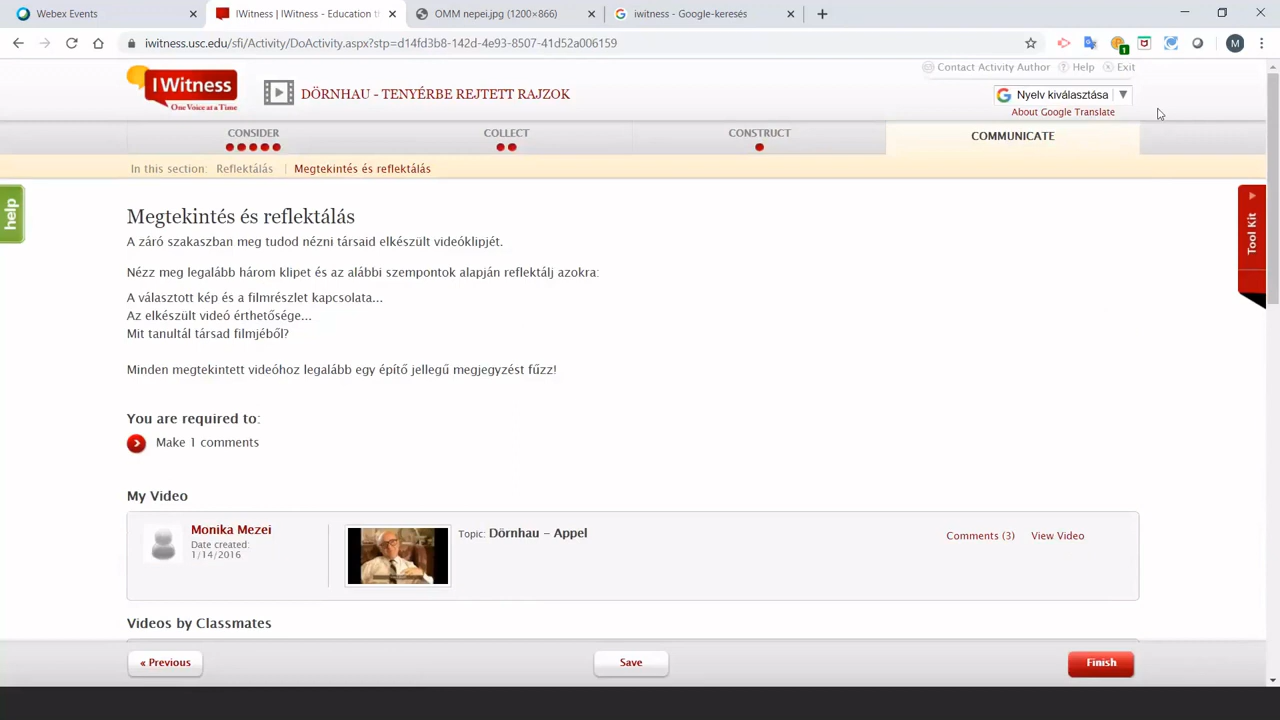 Webex Events
IWitness | IWitness - Education t
OMM nepei.jpg (1200×866)
iwitness - Google-keresés
iwitness.usc.edu/sfi/Activity/DoActivity.aspx?stp=d14fd3b8-142d-4e93-8507-41d52a006159
1
M
Contact Activity Author
Help
Exit
IWitness
One Voice at a Time
DÖRNHAU - TENYÉRBE REJTETT RAJZOK
Nyelv kiválasztása
About Google Translate
CONSIDER
COLLECT
CONSTRUCT
COMMUNICATE
In this section: Reflektálás | Megtekintés és reflektálás
help
Tool Kit
Megtekintés és reflektálás
A záró szakaszban meg tudod nézni társaid elkészült videóklipjét.
Nézz meg legalább három klipet és az alábbi szempontok alapján reflektálj azokra:
A választott kép és a filmrészlet kapcsolata...
Az elkészült videó érthetősége...
Mit tanultál társad filmjéből?
Minden megtekintett videóhoz legalább egy építő jellegű megjegyzést fűzz!
You are required to:
Make 1 comments
My Video
Monika Mezei
Date created:
1/14/2016
Topic: Dörnhau – Appel
Comments (3)
View Video
Videos by Classmates
« Previous
Save
Finish